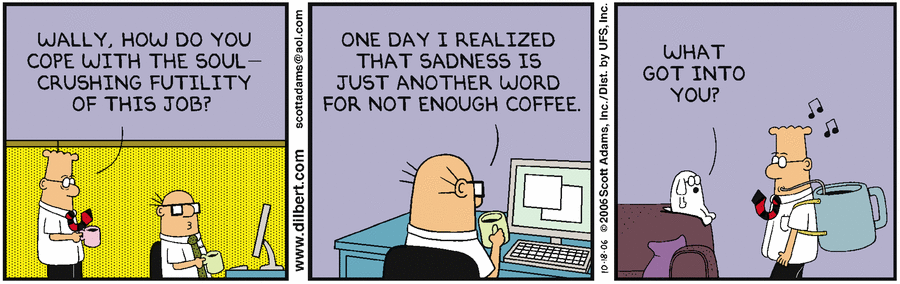 WALLY, HOW DO YOU
COPE WITH THE SOUL—
CRUSHING FUTILITY
OF THIS JOB?
www.dilbert.com
scottadams@aol.com
ONE DAY I REALIZED
THAT SADNESS IS
JUST ANOTHER WORD
FOR NOT ENOUGH COFFEE.
10-18-06 ©2006 Scott Adams, Inc./Dist. by UFS, Inc.
WHAT
GOT INTO
YOU?